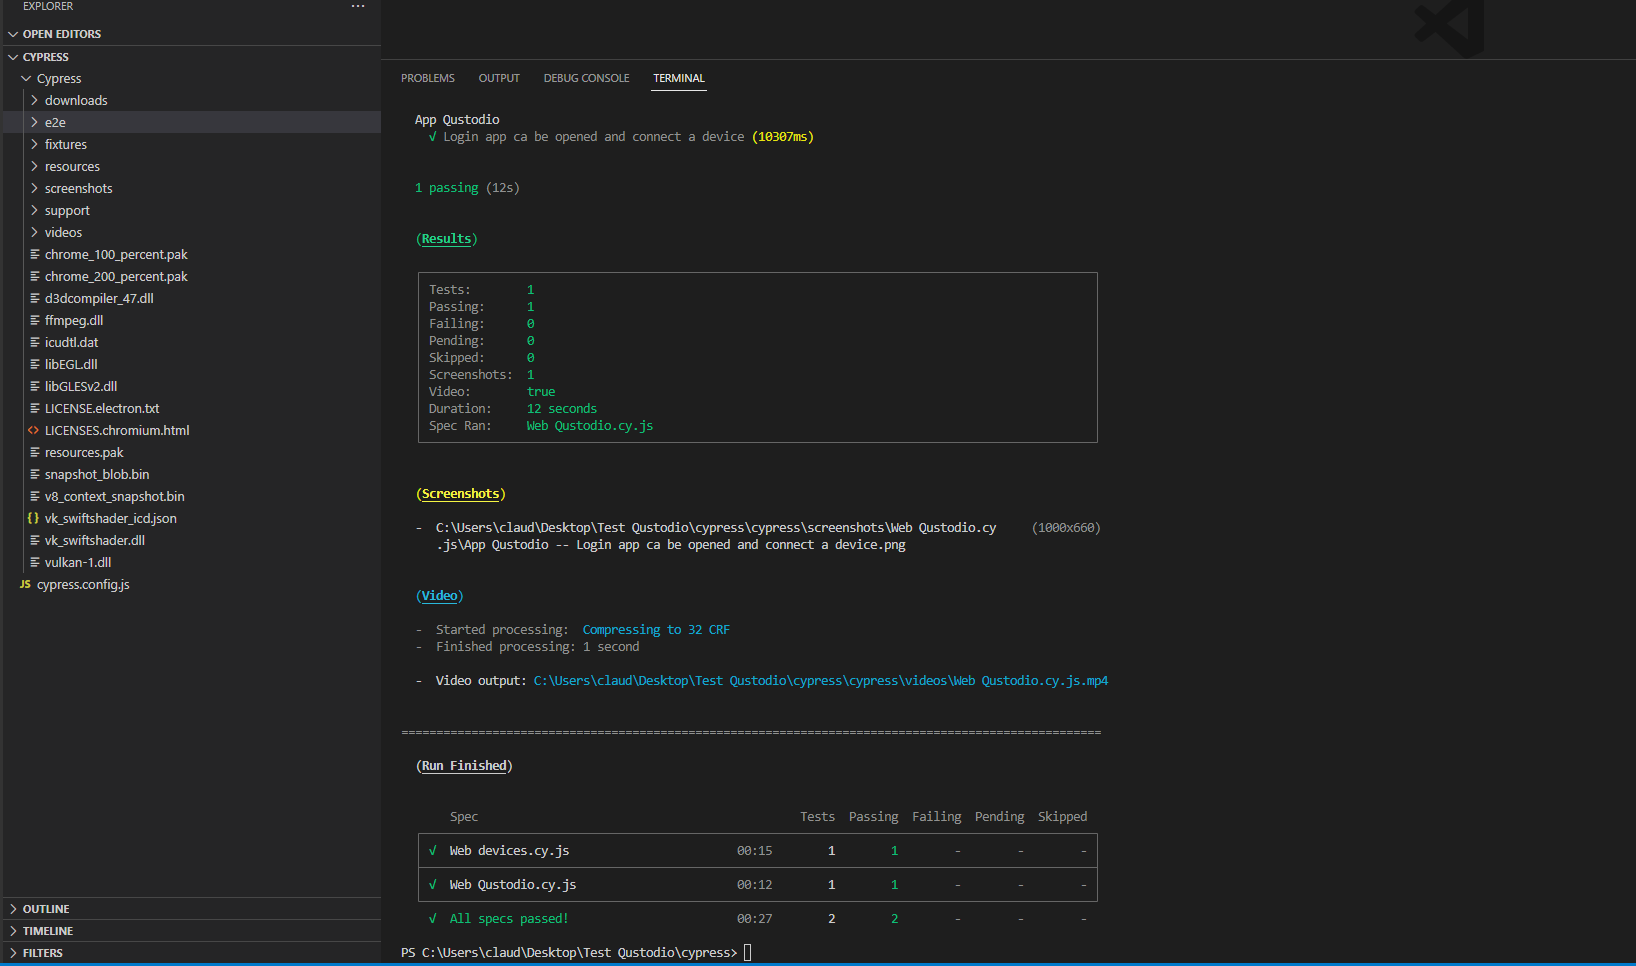 EXPLORER ...
OPEN EDITORS
CYPRESS
Cypress
downloads
e2e
fixtures
resources
screenshots
support
videos
chrome_100_percent.pak
chrome_200_percent.pak
d3dcompiler_47.dll
ffmpeg.dll
icudtl.dat
libEGL.dll
libGLESv2.dll
LICENSE.electron.txt
LICENSES.chromium.html
resources.pak
snapshot_blob.bin
v8_context_snapshot.bin
{} vk_swiftshader_icd.json
vk_swiftshader.dll
vulkan-1.dll
JS cypress.config.js
OUTLINE
TIMELINE
FILTERS
PROBLEMS OUTPUT DEBUG CONSOLE TERMINAL
App Qustodio
√ Login app ca be opened and connect a device (10307ms)
1 passing (12s)
(Results)
Tests: 1
Passing: 1
Failing: 0
Pending: 0
Skipped: 0
Screenshots: 1
Video: true
Duration: 12 seconds
Spec Ran: Web Qustodio.cy.js
(Screenshots)
- C:\Users\claud\Desktop\Test Qustodio\cypress\cypress\screenshots\Web Qustodio.cy (1000x660)
.js\App Qustodio -- Login app ca be opened and connect a device.png
(Video)
- Started processing: Compressing to 32 CRF
- Finished processing: 1 second
- Video output: C:\Users\claud\Desktop\Test Qustodio\cypress\cypress\videos\Web Qustodio.cy.js.mp4
====================================================================================================
(Run Finished)
Spec Tests Passing Failing Pending Skipped
√ Web devices.cy.js 00:15 1 1 - - -
√ Web Qustodio.cy.js 00:12 1 1 - - -
√ All specs passed! 00:27 2 2 - - -
PS C:\Users\claud\Desktop\Test Qustodio\cypress>